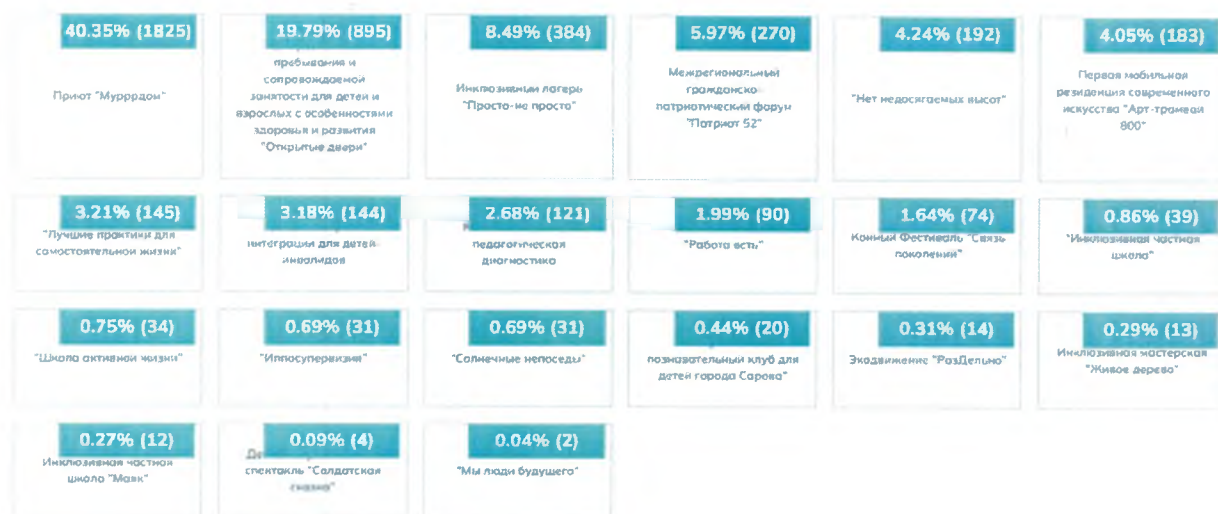 40.35% (1825)
Приют "Муррдом"
19.79% (895)
пребывания и
сопровождаемой
занятости для детей и
взрослых с особенностями
здоровья и развития
"Открытые двери"
8.49% (384)
Инклюзивный лагерь
"Просто-не просто"
5.97% (270)
Межрегиональный
гражданско-
патриотический форум
"Патриот 52"
4.24% (192)
"Нет недосягаемых высот"
4.05% (183)
Первая мобильная
резиденция современного
искусства "Арт-трамвай
800"
3.21% (145)
"Лучшие практики для
самостоятельной жизни"
3.18% (144)
интеграции для детей-
инвалидов
2.68% (121)
педагогическая
диагностика
1.99% (90)
"Работа есть"
1.64% (74)
Конный Фестиваль "Связь
поколений"
0.86% (39)
"Инклюзивная частная
школа"
0.75% (34)
"Школа активной жизни"
0.69% (31)
"Иппосупервизия"
0.69% (31)
"Солнечные непоседы"
0.44% (20)
познавательный клуб для
детей города Сарова"
0.31% (14)
Экодвижение "РазДельно"
0.29% (13)
Инклюзивная мастерская
"Живое дерево"
0.27% (12)
Инклюзивная частная
школа "Маяк"
0.09% (4)
спектакль "Солдатская
сказка"
0.04% (2)
"Мы люди будущего"